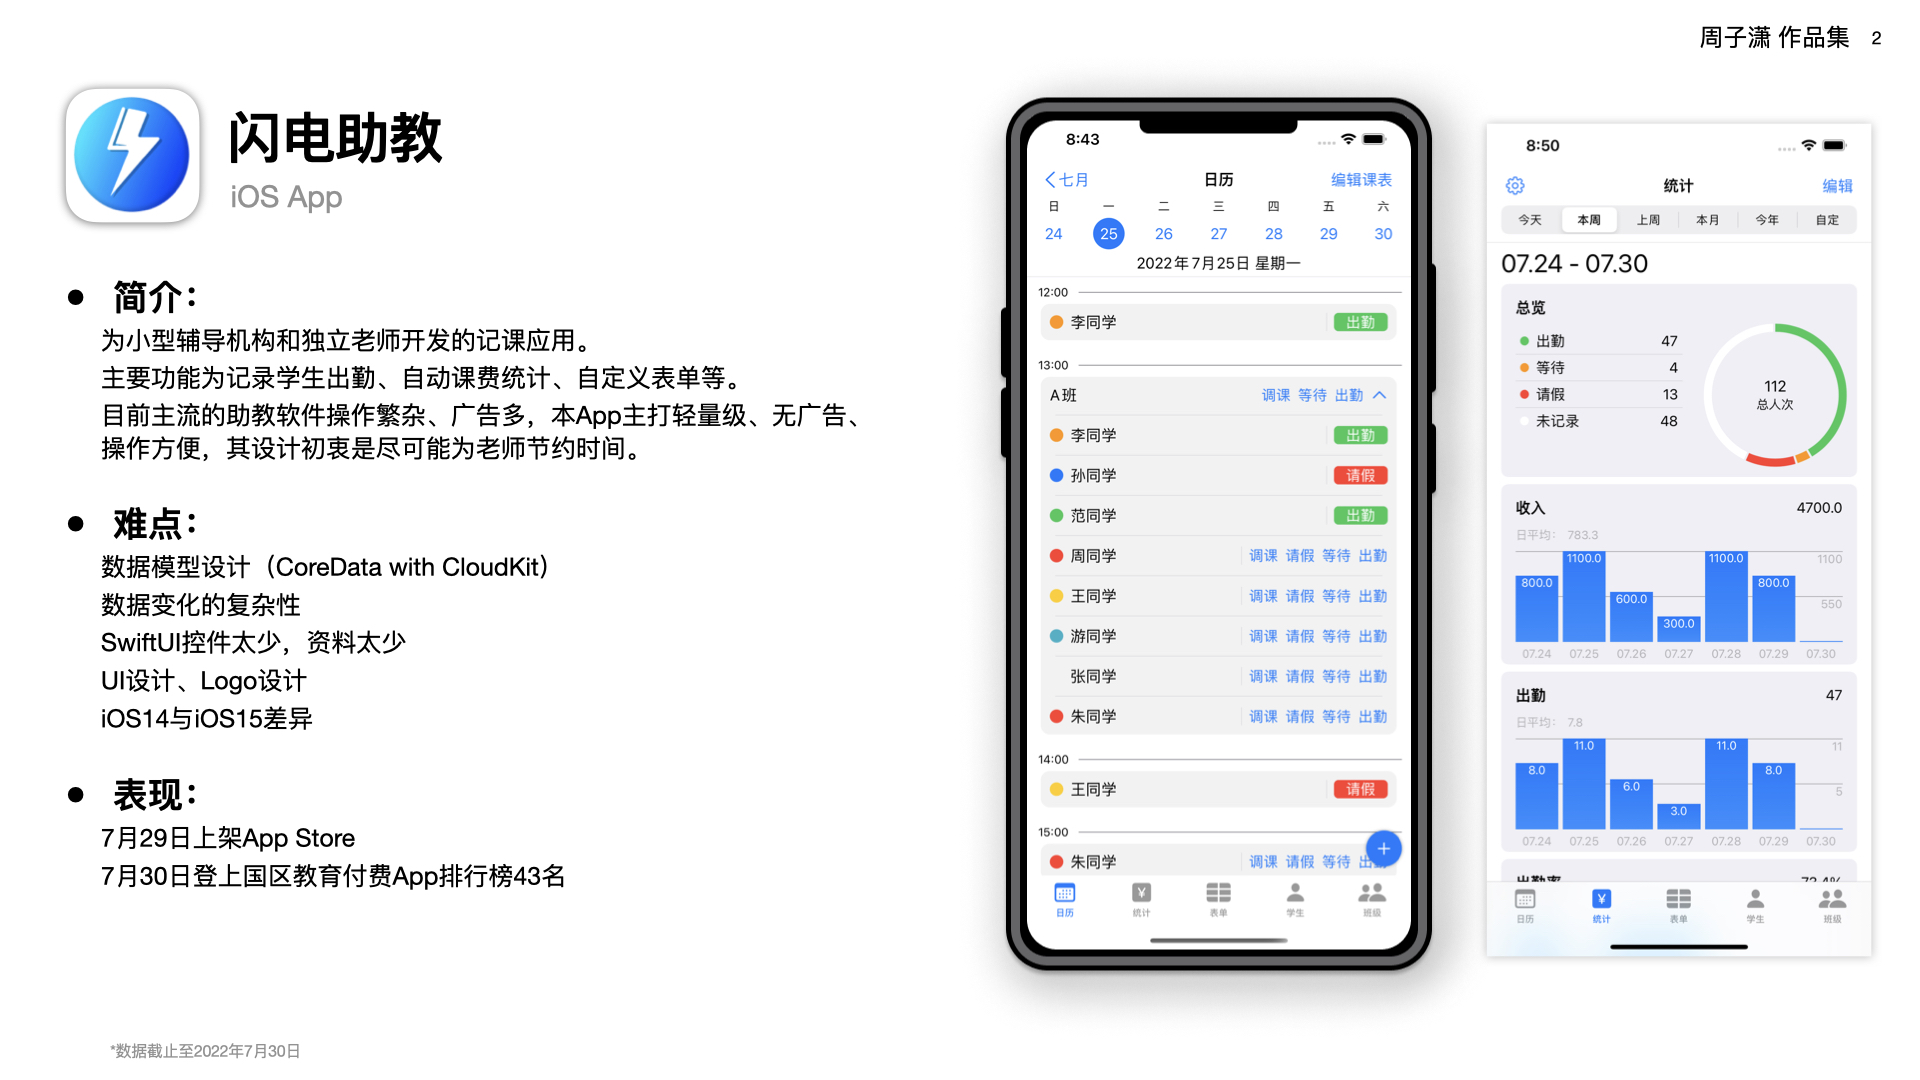 周子潇 作品集 2
闪电助教
iOS App
● 简介：
为小型辅导机构和独立老师开发的记课应用。
主要功能为记录学生出勤、自动课费统计、自定义表单等。
目前主流的助教软件操作繁杂、广告多，本App主打轻量级、无广告、
操作方便，其设计初衷是尽可能为老师节约时间。
● 难点：
数据模型设计（CoreData with CloudKit）
数据变化的复杂性
SwiftUI控件太少，资料太少
UI设计、Logo设计
iOS14与iOS15差异
● 表现：
7月29日上架App Store
7月30日登上国区教育付费App排行榜43名
*数据截止至2022年7月30日
8:43
七月 日历 编辑课表
日 一 二 三 四 五 六
24 25 26 27 28 29 30
2022年7月25日 星期一
12:00
李同学 出勤
13:00
A班 调课 等待 出勤
李同学 出勤
孙同学 请假
范同学 出勤
周同学 调课 请假 等待 出勤
王同学 调课 请假 等待 出勤
游同学 调课 请假 等待 出勤
张同学 调课 请假 等待 出勤
朱同学 调课 请假 等待 出勤
14:00
王同学 请假
15:00
朱同学 调课 请假 等待 出
+
日历 统计 表单 学生 班级
8:50
统计 编辑
今天 本周 上周 本月 今年 自定
07.24 - 07.30
总览
出勤 47
等待 4
请假 13
未记录 48
112
总人次
收入 4700.0
日平均： 783.3
800.0 1100.0 600.0 300.0 1100.0 800.0
1100
550
07.24 07.25 07.26 07.27 07.28 07.29 07.30
出勤 47
日平均： 7.8
8.0 11.0 6.0 3.0 11.0 8.0
11
5
07.24 07.25 07.26 07.27 07.28 07.29 07.30
出勤率 72.4%
日历 统计 表单 学生 班级